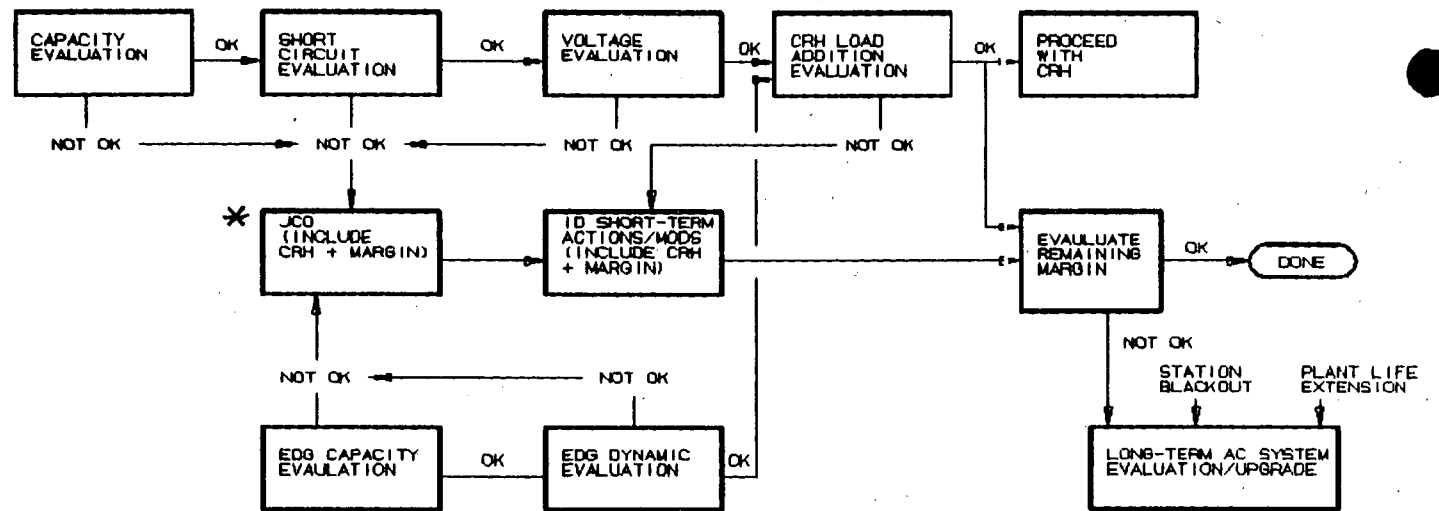 CAPACITY
EVALUATION
OK
SHORT
CIRCUIT
EVALUATION
OK
VOLTAGE
EVALUATION
OK
CRH LOAD
ADDITION
EVALUATION
OK
PROCEED
WITH
CRH
NOT OK
NOT OK
NOT OK
NOT OK
*
JCO
(INCLUDE
CRH + MARGIN)
ID SHORT-TERM
ACTIONS/MODS
(INCLUDE CRH
+ MARGIN)
EVAULUATE
REMAINING
MARGIN
OK
DONE
NOT OK
NOT OK
NOT OK
STATION
BLACKOUT
PLANT LIFE
EXTENSION
EDG CAPACITY
EVAULATION
OK
EDG DYNAMIC
EVALUATION
OK
LONG-TERM AC SYSTEM
EVALUATION/UPGRADE